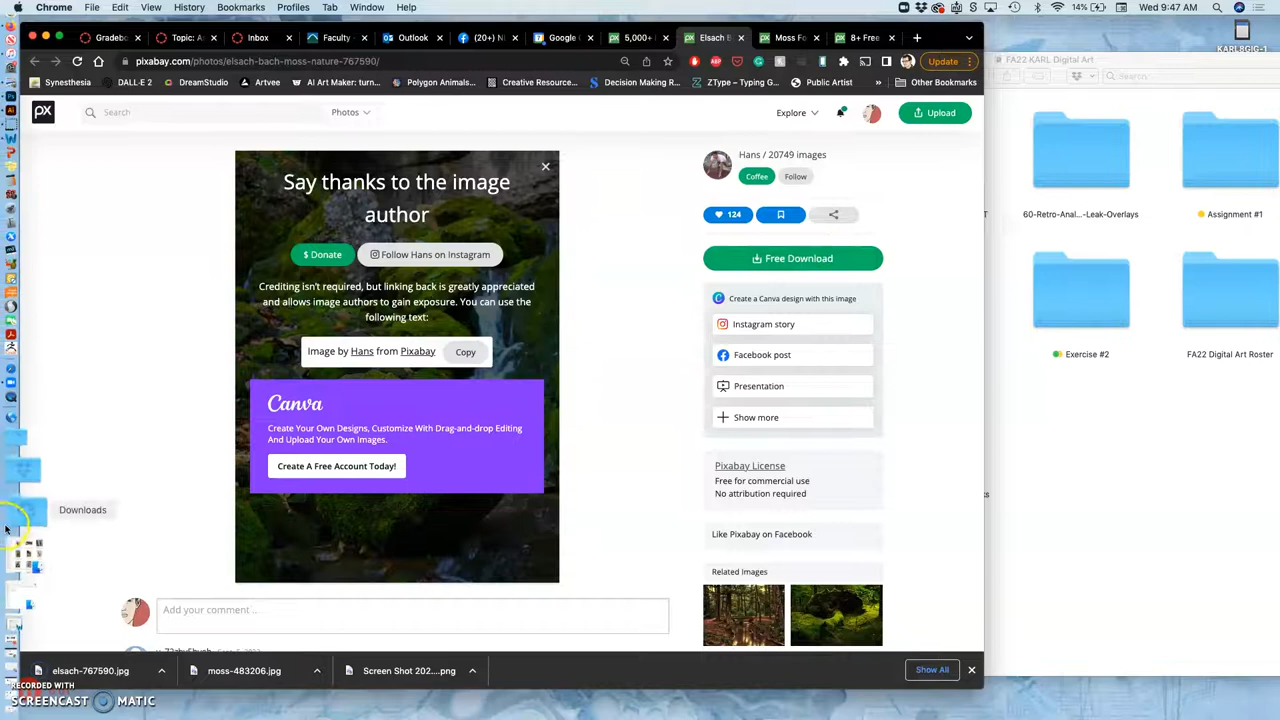 Chrome File Edit View History Bookmarks Profiles Tab Window Help 14% Wed 9:47 AM
Gradebo Topic: A Inbox Faculty - Outlook (20+) N Google 5,000+ Elsach B Moss Fo 8+ Free
pixabay.com/photos/elsach-bach-moss-nature-767590/ Update
Synesthesia DALL-E 2 DreamStudio Artvee AI Art Maker: turn... Polygon Animals... Creative Resource... Decision Making R... ZType – Typing G... Public Artist Other Bookmarks
px Search Photos Explore Upload
Say thanks to the image
author
$ Donate Follow Hans on Instagram
Crediting isn't required, but linking back is greatly appreciated
and allows image authors to gain exposure. You can use the
following text:
Image by Hans from Pixabay Copy
Canva
Create Your Own Designs, Customize With Drag-and-drop Editing
And Upload Your Own Images.
Create A Free Account Today!
Downloads
Add your comment ..
Hans / 20749 images
Coffee Follow
124
Free Download
Create a Canva design with this image
Instagram story
Facebook post
Presentation
Show more
Pixabay License
Free for commercial use
No attribution required
Like Pixabay on Facebook
Related Images
elsach-767590.jpg moss-483206.jpg Screen Shot 202....png Show All
RECORDED WITH
SCREENCAST MATIC
KARL8GIG-1
FA22 KARL Digital Art
Search
60-Retro-Anal...-Leak-Overlays Assignment #1
Exercise #2 FA22 Digital Art Roster